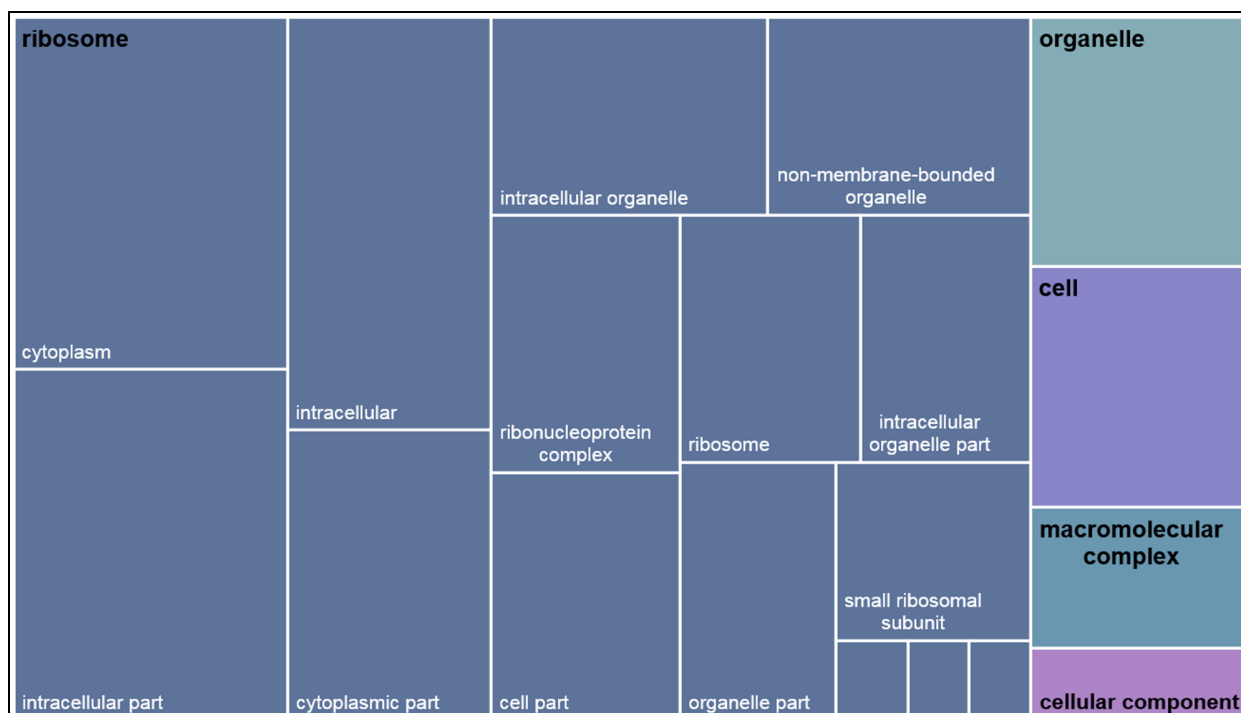 ribosome
cytoplasm
intracellular part
intracellular
cytoplasmic part
intracellular organelle
non-membrane-bounded
organelle
ribonucleoprotein
complex
ribosome
intracellular
organelle part
cell part
organelle part
small ribosomal
subunit
organelle
cell
macromolecular
complex
cellular component